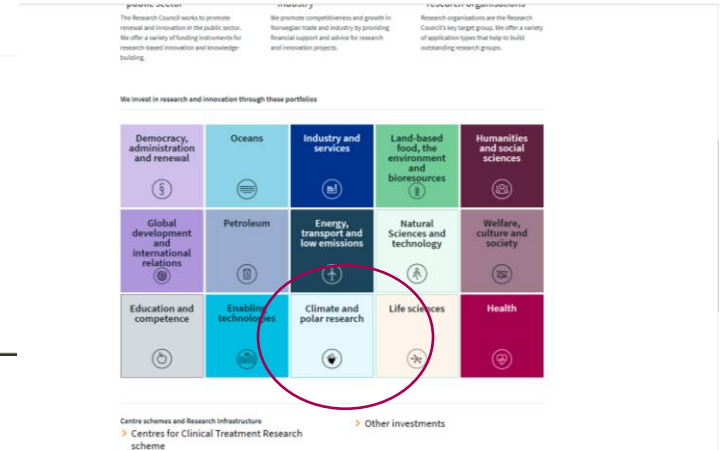 public sector
industry
research organisations
The Research Council works to promote
renewal and innovation in the public sector.
We offer a variety of funding instruments for
research-based innovation and knowledge-
building.
We promote competitiveness and growth in
Norwegian trade and industry by providing
financial support and advice for research
and innovation projects.
Research organisations are the Research
Council's key target group. We offer a variety
of application types that help to build
outstanding research groups.
We invest in research and innovation through these portfolios
Democracy,
administration
and renewal
Oceans
Industry and
services
Land-based
food, the
environment
and
bioresources
Humanities
and social
sciences
Global
development
and
international
relations
Petroleum
Energy,
transport and
low emissions
Natural
Sciences and
technology
Welfare,
culture and
society
Education and
competence
Enabling
technologies
Climate and
polar research
Life sciences
Health
Centre schemes and Research Infrastructure
> Centres for Clinical Treatment Research
scheme
> Other investments